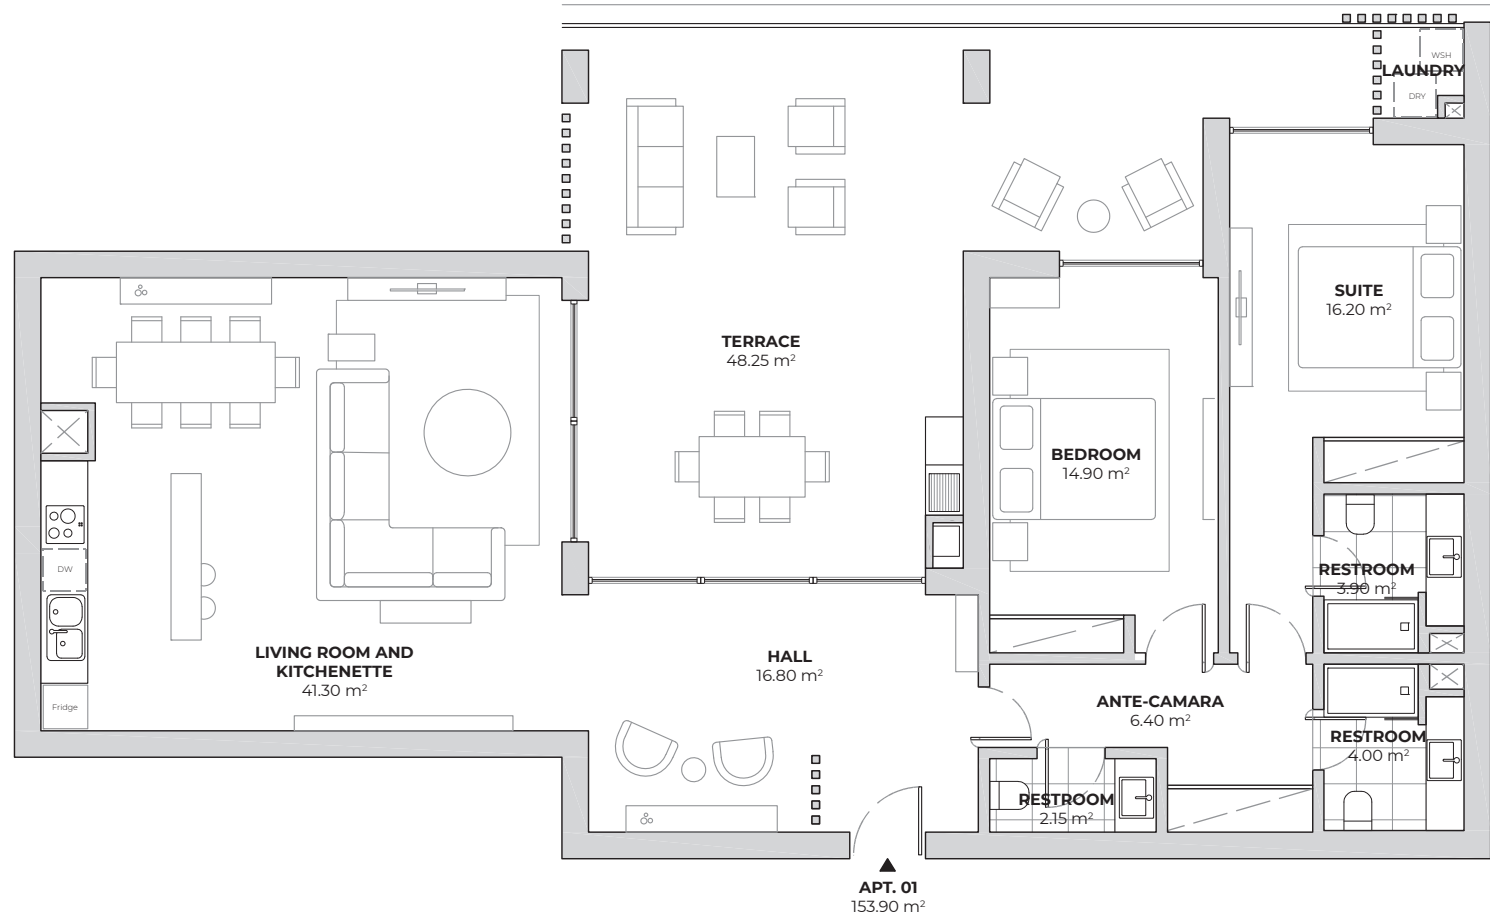 WSH
LAUNDRY
DRY
SUITE
16.20 m²
TERRACE
48.25 m²
BEDROOM
14.90 m²
DW
RESTROOM
3.90 m²
LIVING ROOM AND
KITCHENETTE
41.30 m²
HALL
16.80 m²
Fridge
ANTE-CAMARA
6.40 m²
RESTROOM
4.00 m²
RESTROOM
2.15 m²
APT. 01
153.90 m²